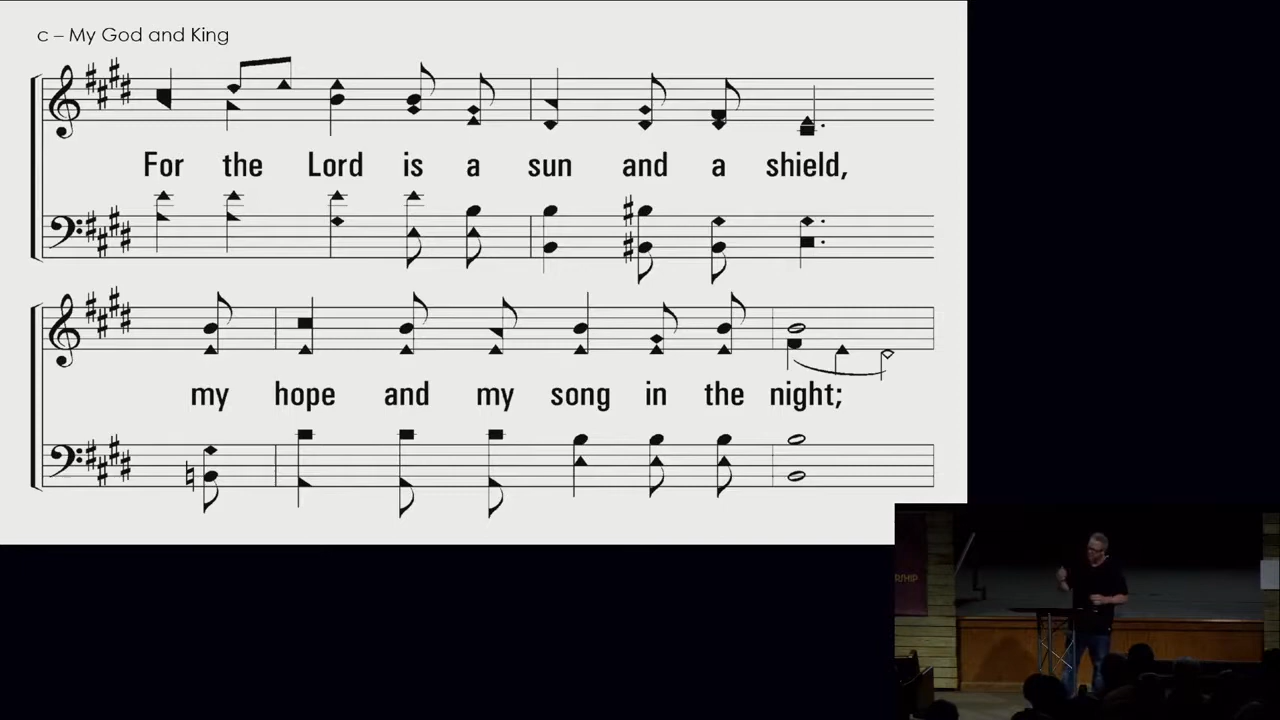 c – My God and King
For the Lord is a sun and a shield,
my hope and my song in the night;